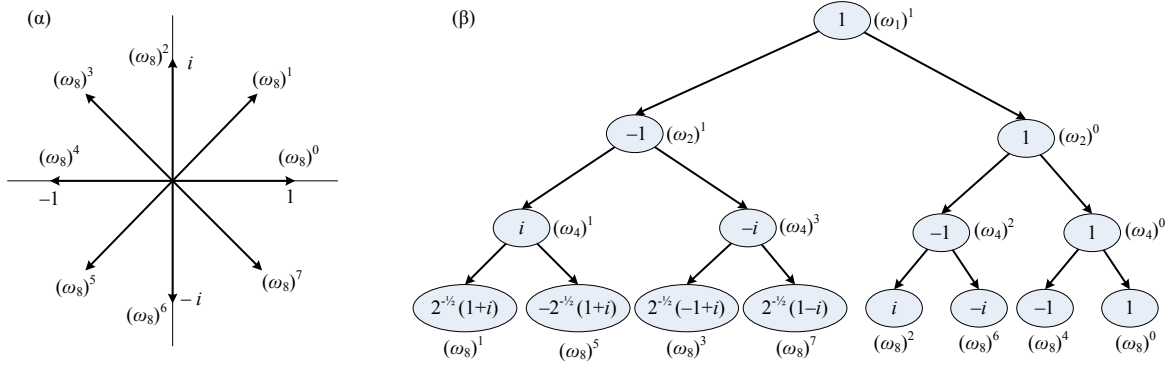 (α)
(ω₈)² i
(ω₈)³ (ω₈)¹
(ω₈)⁴ (ω₈)⁰
−1 1
(ω₈)⁵ (ω₈)⁷
(ω₈)⁶ −i
(β)
1 (ω₁)¹
−1 (ω₂)¹ 1 (ω₂)⁰
i (ω₄)¹ −i (ω₄)³ −1 (ω₄)² 1 (ω₄)⁰
2^-½ (1+i) −2^-½ (1+i) 2^-½ (−1+i) 2^-½ (1−i) i −i −1 1
(ω₈)¹ (ω₈)⁵ (ω₈)³ (ω₈)⁷ (ω₈)² (ω₈)⁶ (ω₈)⁴ (ω₈)⁰